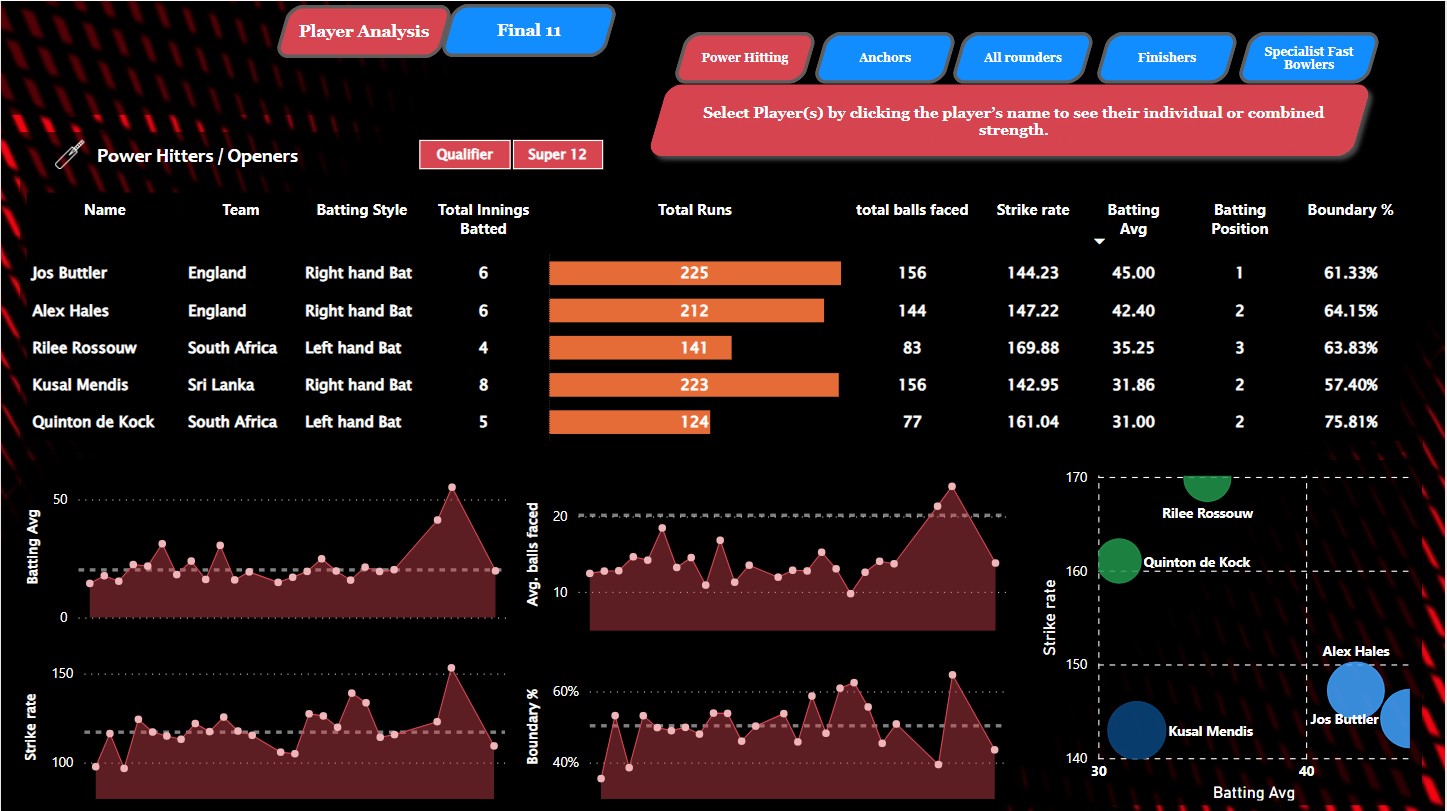 Player Analysis
Final 11
Power Hitting
Anchors
All rounders
Finishers
Specialist Fast
Bowlers
Select Player(s) by clicking the player’s name to see their individual or combined
strength.
Power Hitters / Openers
Qualifier
Super 12
Name Team Batting Style Total Innings Batted Total Runs total balls faced Strike rate Batting Avg Batting Position Boundary %
Jos Buttler England Right hand Bat 6 225 156 144.23 45.00 1 61.33%
Alex Hales England Right hand Bat 6 212 144 147.22 42.40 2 64.15%
Rilee Rossouw South Africa Left hand Bat 4 141 83 169.88 35.25 3 63.83%
Kusal Mendis Sri Lanka Right hand Bat 8 223 156 142.95 31.86 2 57.40%
Quinton de Kock South Africa Left hand Bat 5 124 77 161.04 31.00 2 75.81%
Batting Avg
50
0
Avg. balls faced
20
10
Strike rate
150
100
Boundary %
60%
40%
Strike rate
170
160
150
140
Rilee Rossouw
Quinton de Kock
Alex Hales
Jos Buttler
Kusal Mendis
30
40
Batting Avg